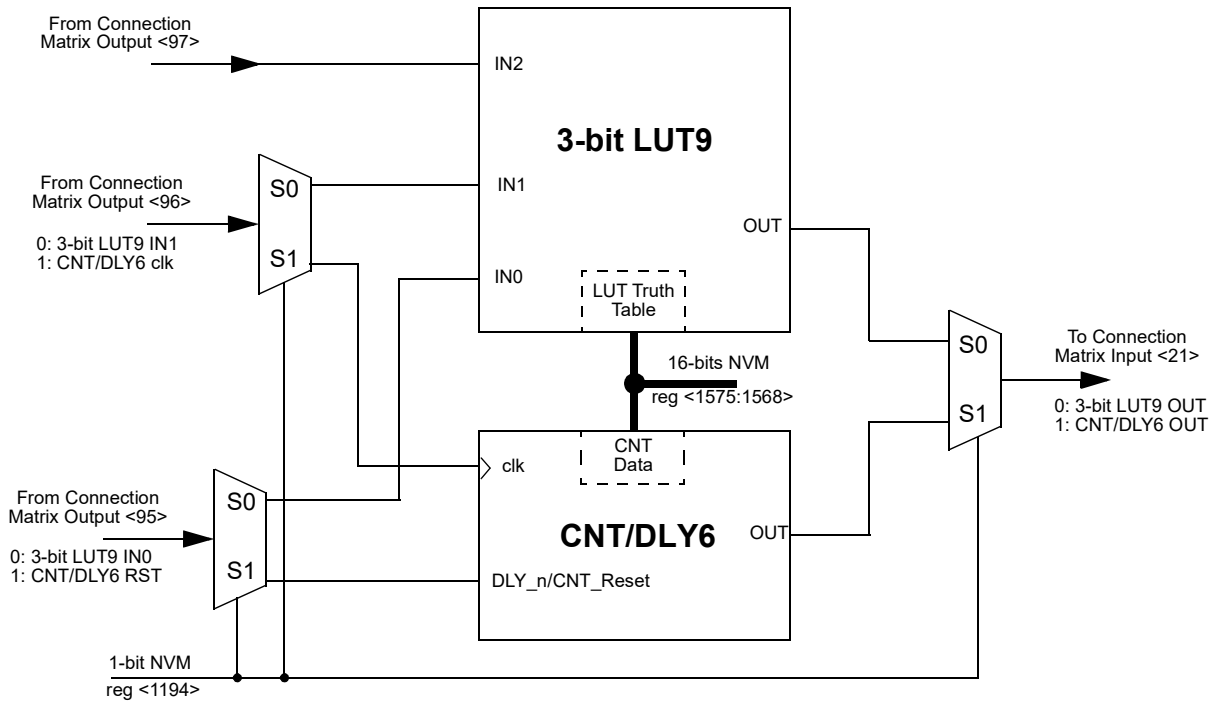 From Connection
Matrix Output <97>
IN2
3-bit LUT9
From Connection
Matrix Output <96>
0: 3-bit LUT9 IN1
1: CNT/DLY6 clk
S0
S1
IN1
IN0
OUT
LUT Truth
Table
16-bits NVM
reg <1575:1568>
S0
S1
To Connection
Matrix Input <21>
0: 3-bit LUT9 OUT
1: CNT/DLY6 OUT
CNT
Data
clk
CNT/DLY6
OUT
DLY_n/CNT_Reset
From Connection
Matrix Output <95>
0: 3-bit LUT9 IN0
1: CNT/DLY6 RST
S0
S1
1-bit NVM
reg <1194>